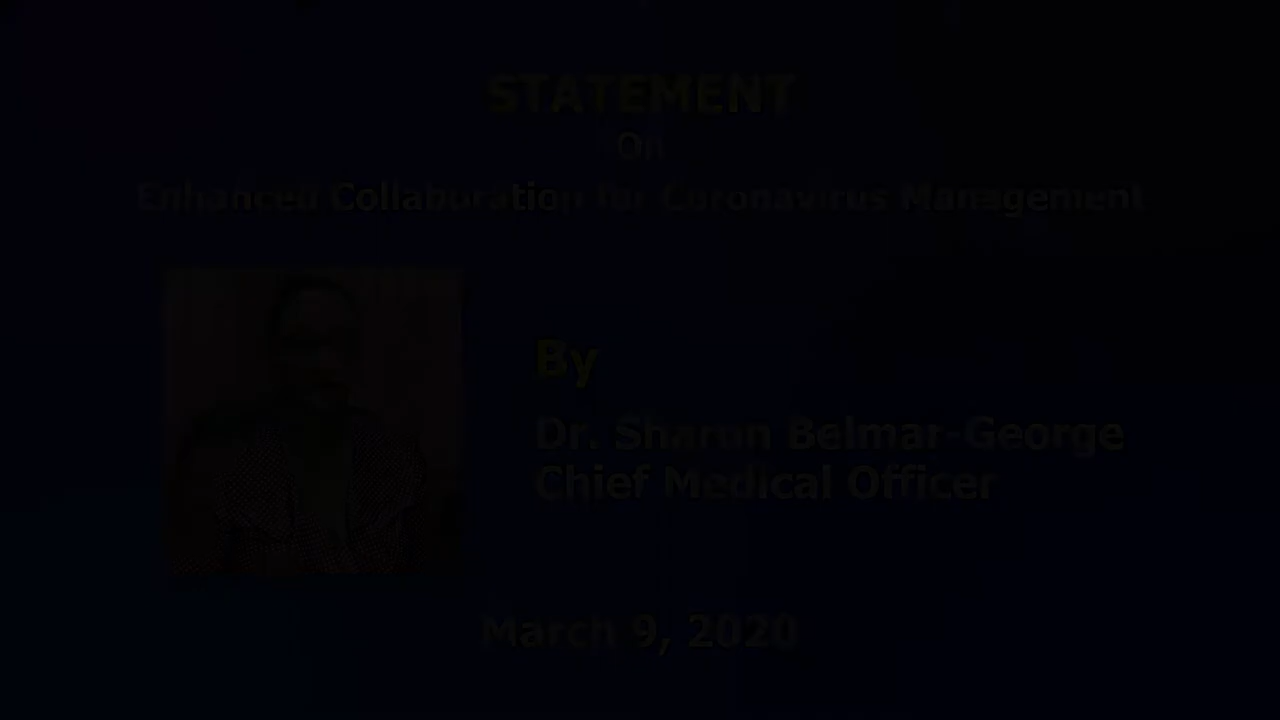 STATEMENT
On
Enhanced Collaboration for Coronavirus Management
By
Dr. Sharon Belmar-George
Chief Medical Officer
March 9, 2020